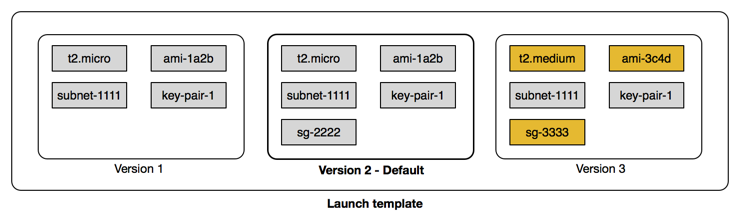 t2.micro ami-1a2b
subnet-1111 key-pair-1
Version 1
t2.micro ami-1a2b
subnet-1111 key-pair-1
sg-2222
Version 2 - Default
t2.medium ami-3c4d
subnet-1111 key-pair-1
sg-3333
Version 3
Launch template